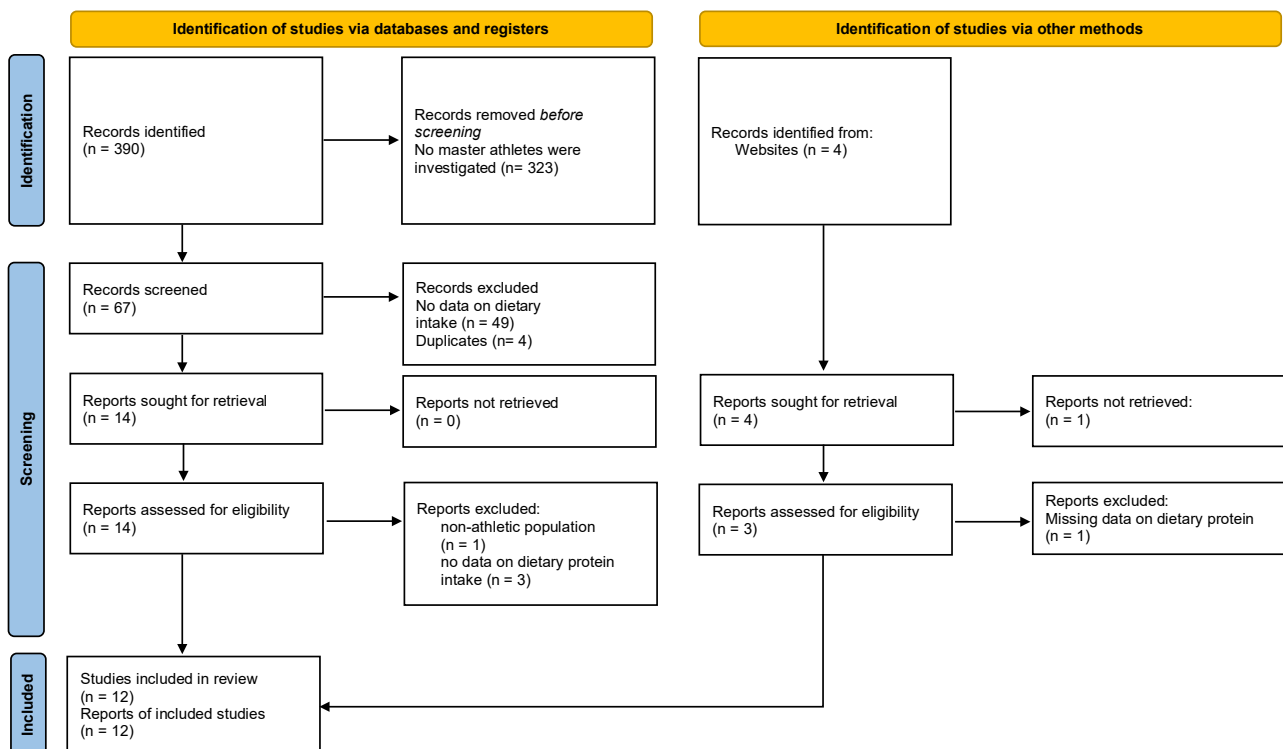 Identification of studies via databases and registers
Identification of studies via other methods
Identification
Records identified
(n = 390)
Records removed before
screening
No master athletes were
investigated (n= 323)
Records identified from:
Websites (n = 4)
Screening
Records screened
(n = 67)
Records excluded
No data on dietary
intake (n = 49)
Duplicates (n= 4)
Reports sought for retrieval
(n = 14)
Reports not retrieved
(n = 0)
Reports sought for retrieval
(n = 4)
Reports not retrieved:
(n = 1)
Reports assessed for eligibility
(n = 14)
Reports excluded:
non-athletic population
(n = 1)
no data on dietary protein
intake (n = 3)
Reports assessed for eligibility
(n = 3)
Reports excluded:
Missing data on dietary protein
(n = 1)
Included
Studies included in review
(n = 12)
Reports of included studies
(n = 12)